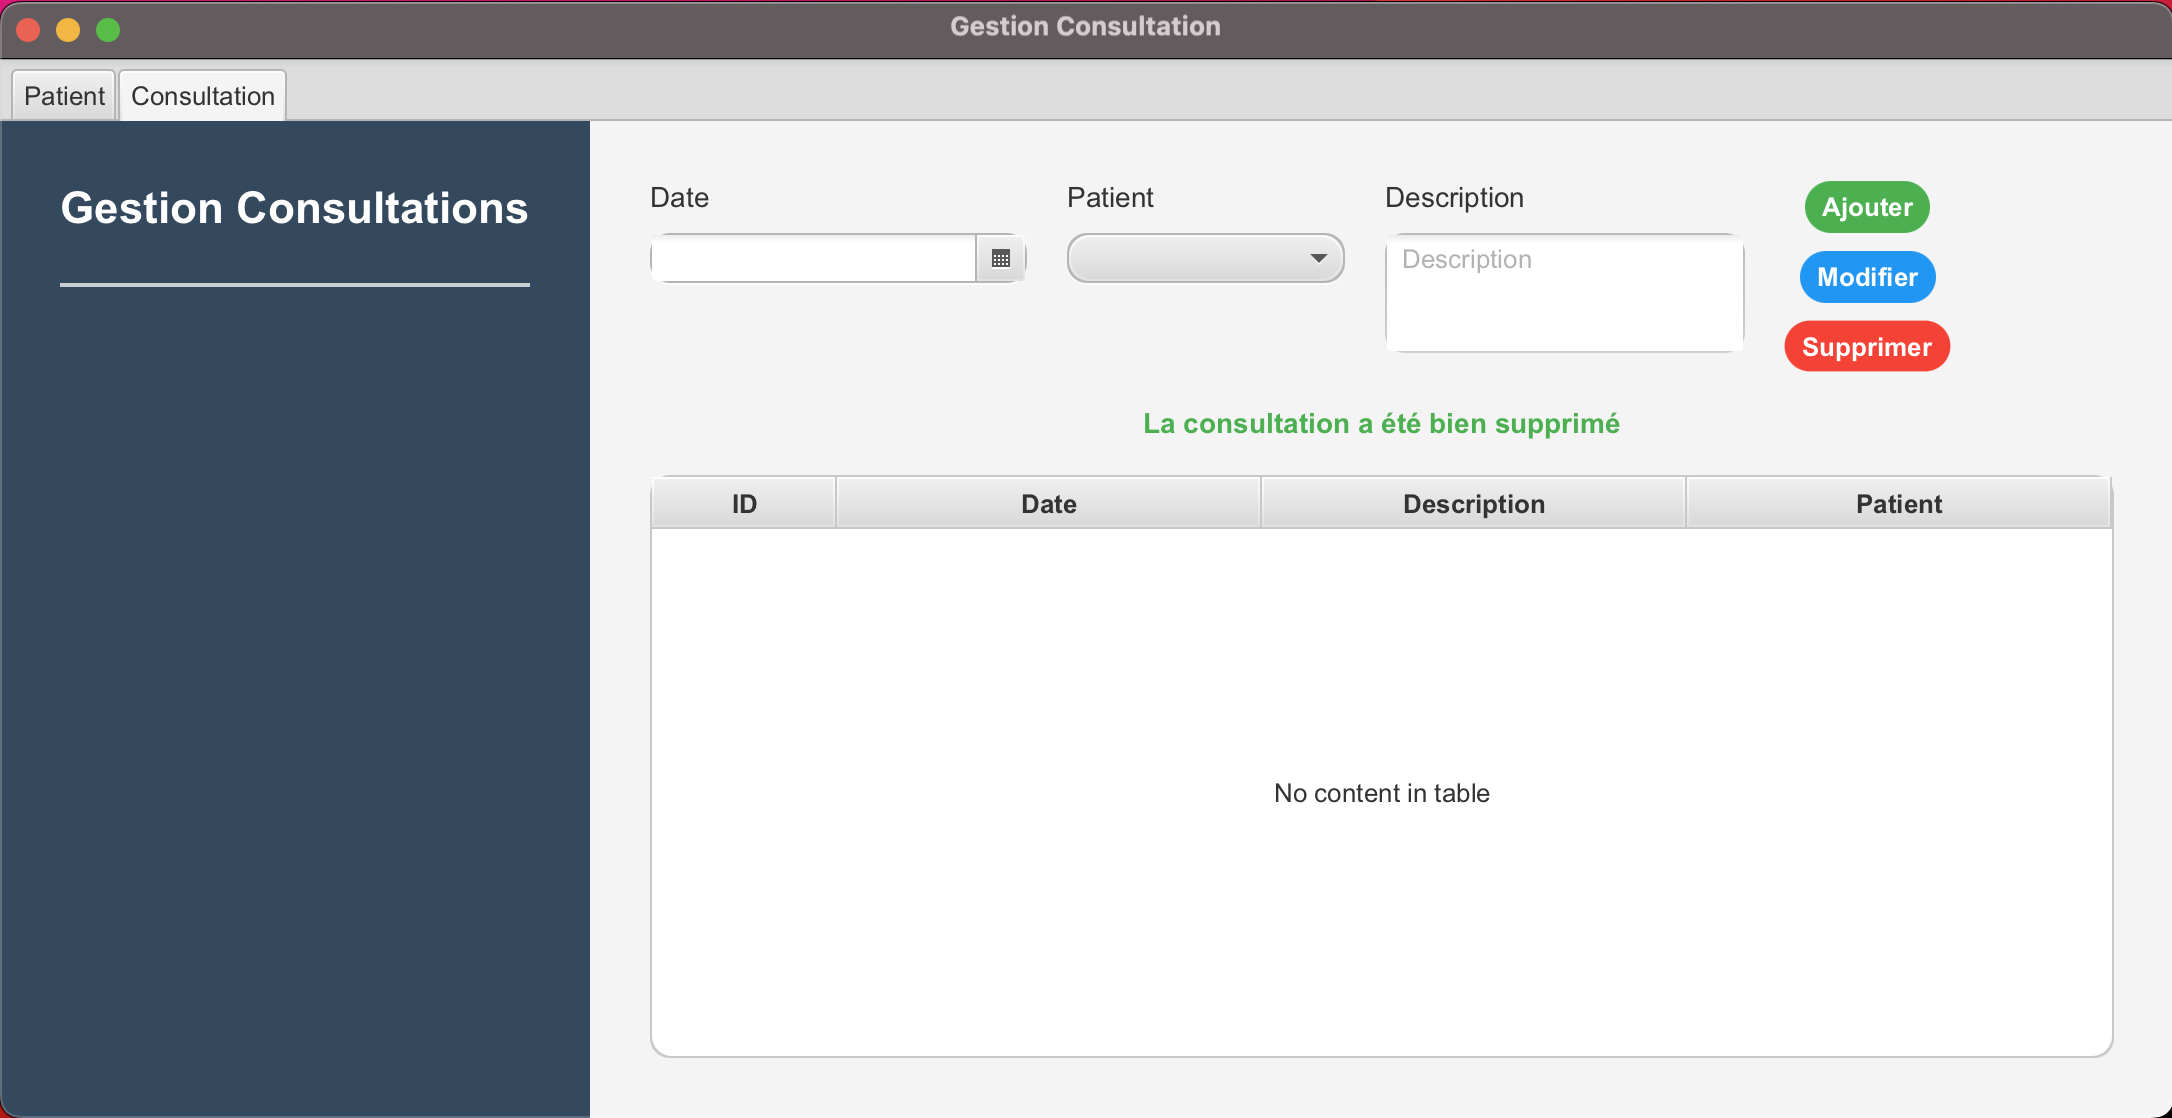 Gestion Consultation
Patient
Consultation
Gestion Consultations
Date
Patient
Description
Description
Ajouter
Modifier
Supprimer
La consultation a été bien supprimé
ID
Date
Description
Patient
No content in table